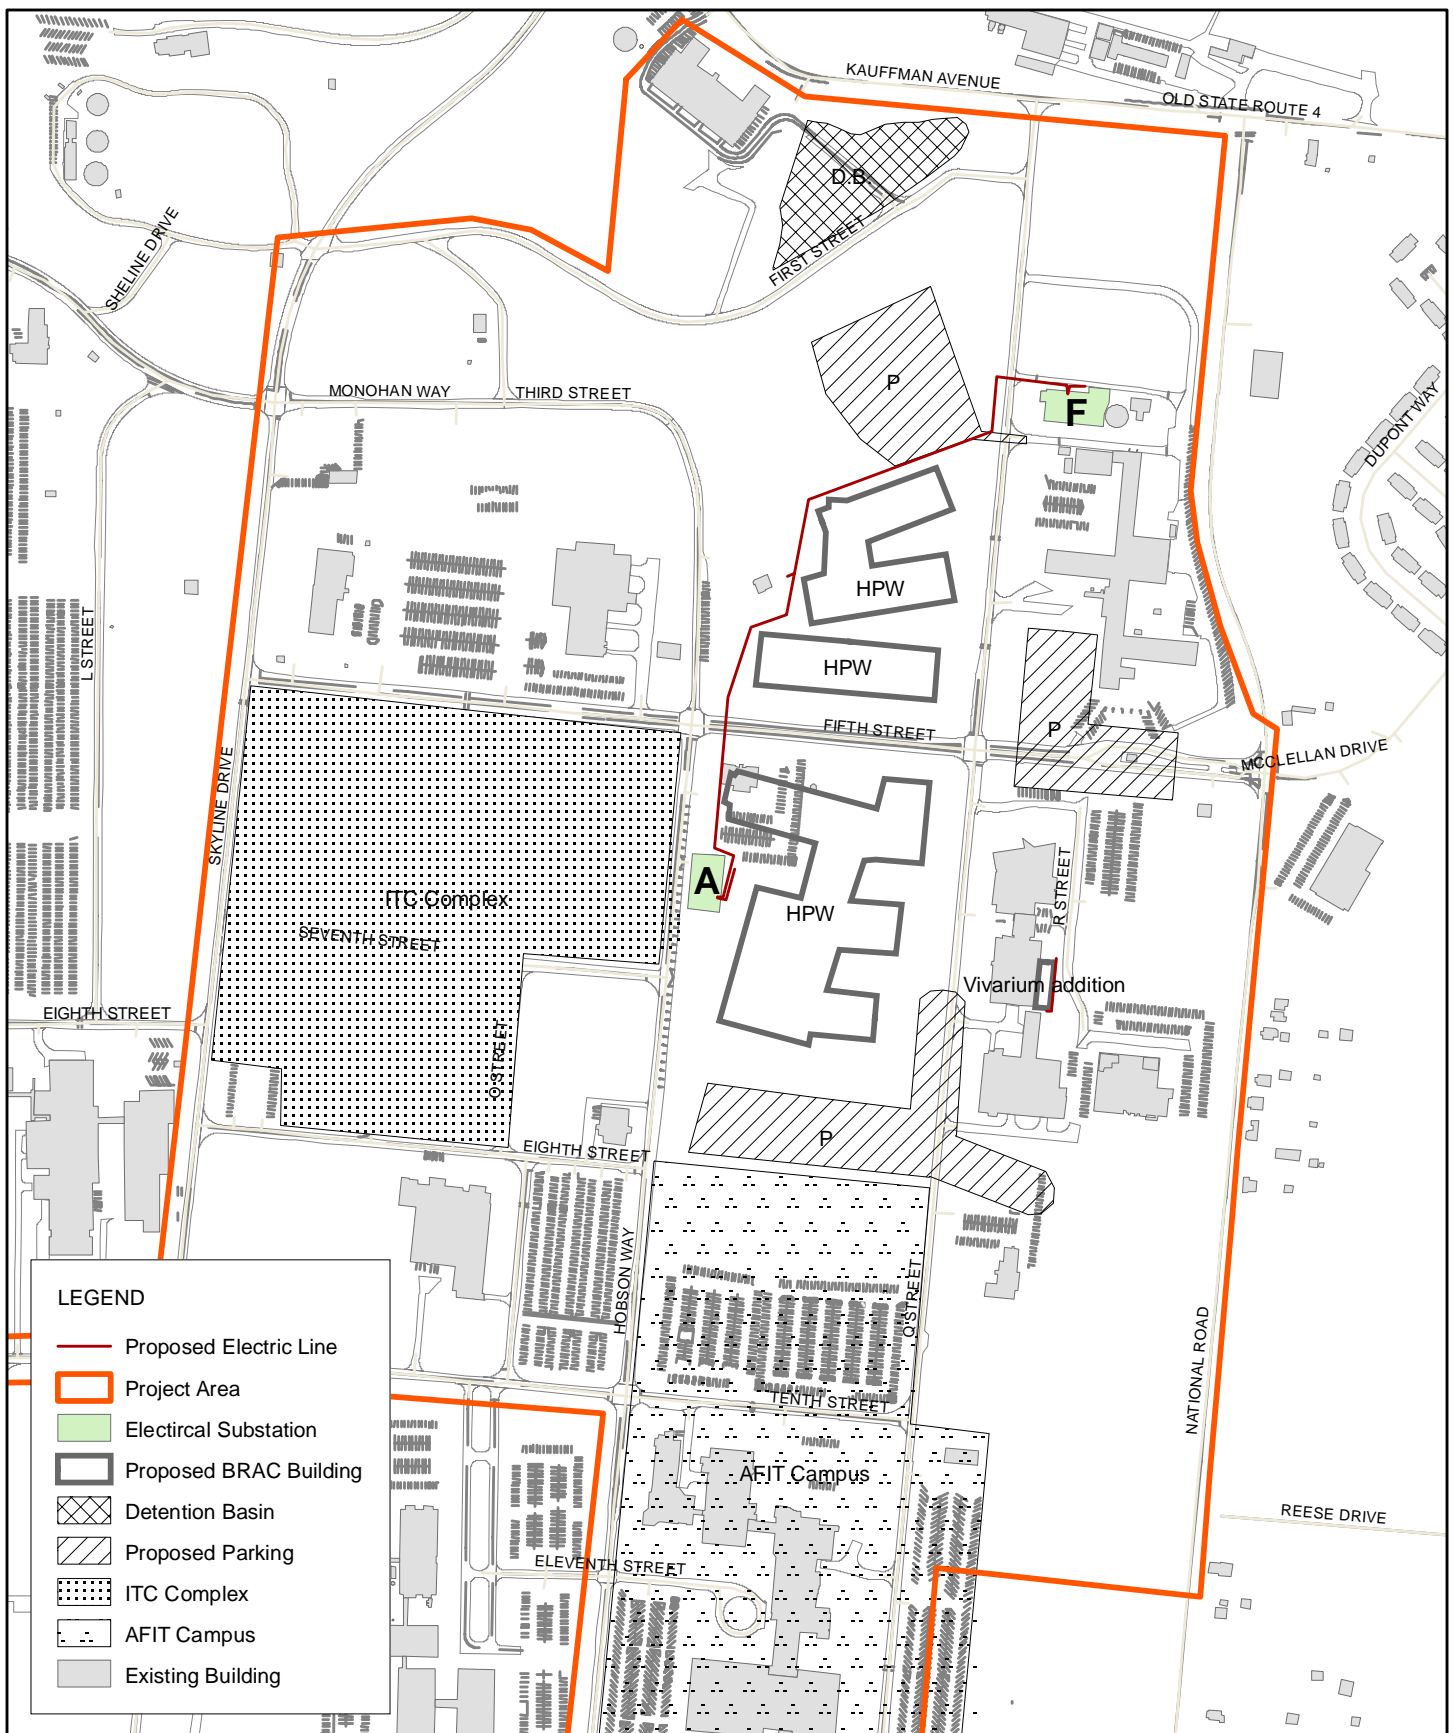 KAUFFMAN AVENUE
OLD STATE ROUTE 4
D.B.
SHELINE DRIVE
FIRST STREET
MONOHAN WAY
THIRD STREET
P
F
DUPONT WAY
HPW
L STREET
HPW
FIFTH STREET
P
MCCLELLAN DRIVE
SKYLINE DRIVE
A
R STREET
ITC Complex
HPW
SEVENTH STREET
Vivarium addition
EIGHTH STREET
O STREET
P
EIGHTH STREET
HOBSON WAY
Q STREET
NATIONAL ROAD
TENTH STREET
AFIT Campus
REESE DRIVE
ELEVENTH STREET
LEGEND
Proposed Electric Line
Project Area
Electircal Substation
Proposed BRAC Building
Detention Basin
Proposed Parking
ITC Complex
AFIT Campus
Existing Building